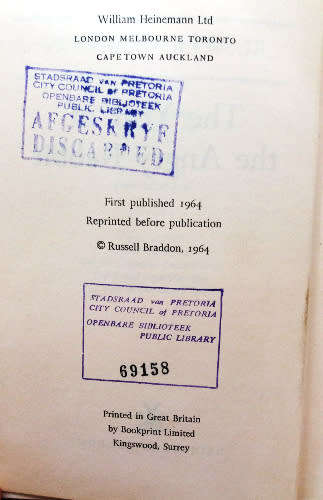 William Heinemann Ltd
LONDON MELBOURNE TORONTO
CAPE TOWN AUCKLAND
STADSRAAD van PRETORIA
CITY COUNCIL of PRETORIA
OPENBARE BIBLIOTEEK
PUBLIC LIBRARY
AFGESKRYF
DISCARDED
First published 1964
Reprinted before publication
© Russell Braddon, 1964
STADSRAAD van PRETORIA
CITY COUNCIL of PRETORIA
OPENBARE BIBLIOTEEK
PUBLIC LIBRARY
69158
Printed in Great Britain
by Bookprint Limited
Kingswood, Surrey